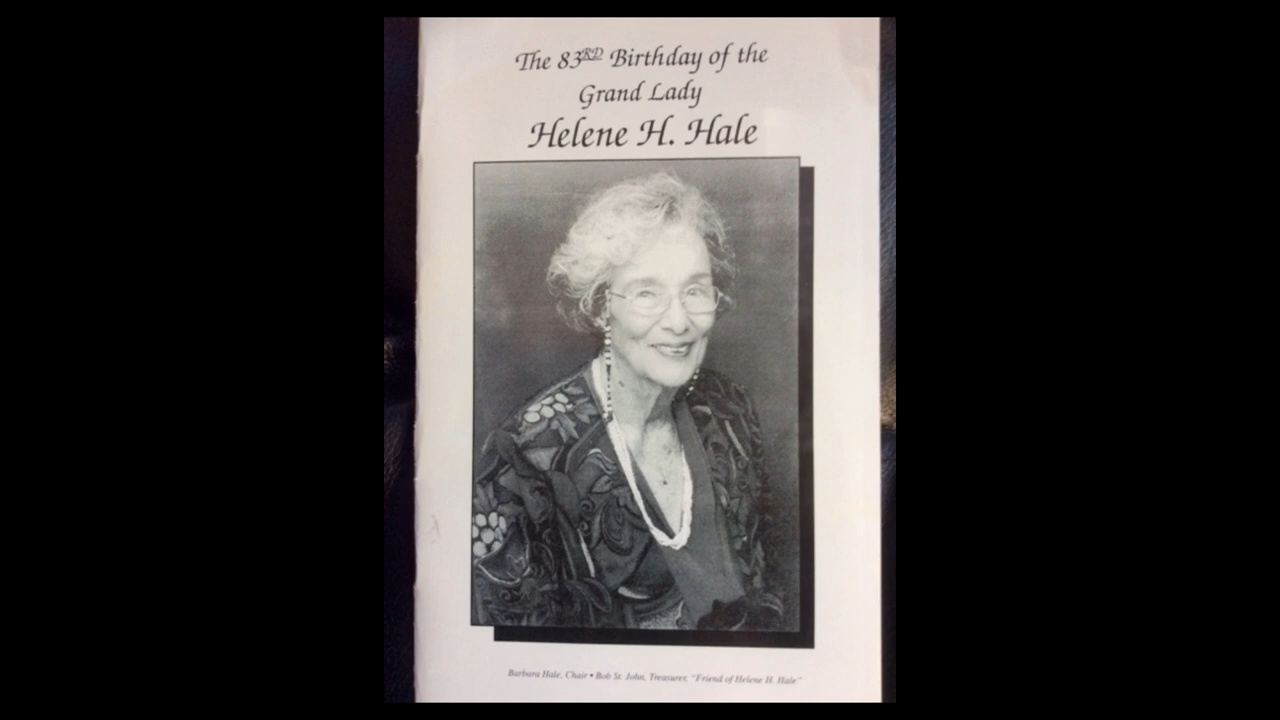 The 83RD Birthday of the
Grand Lady
Helene H. Hale
Barbara Hale, Chair • Bob St. John, Treasurer, "Friend of Helene H. Hale"